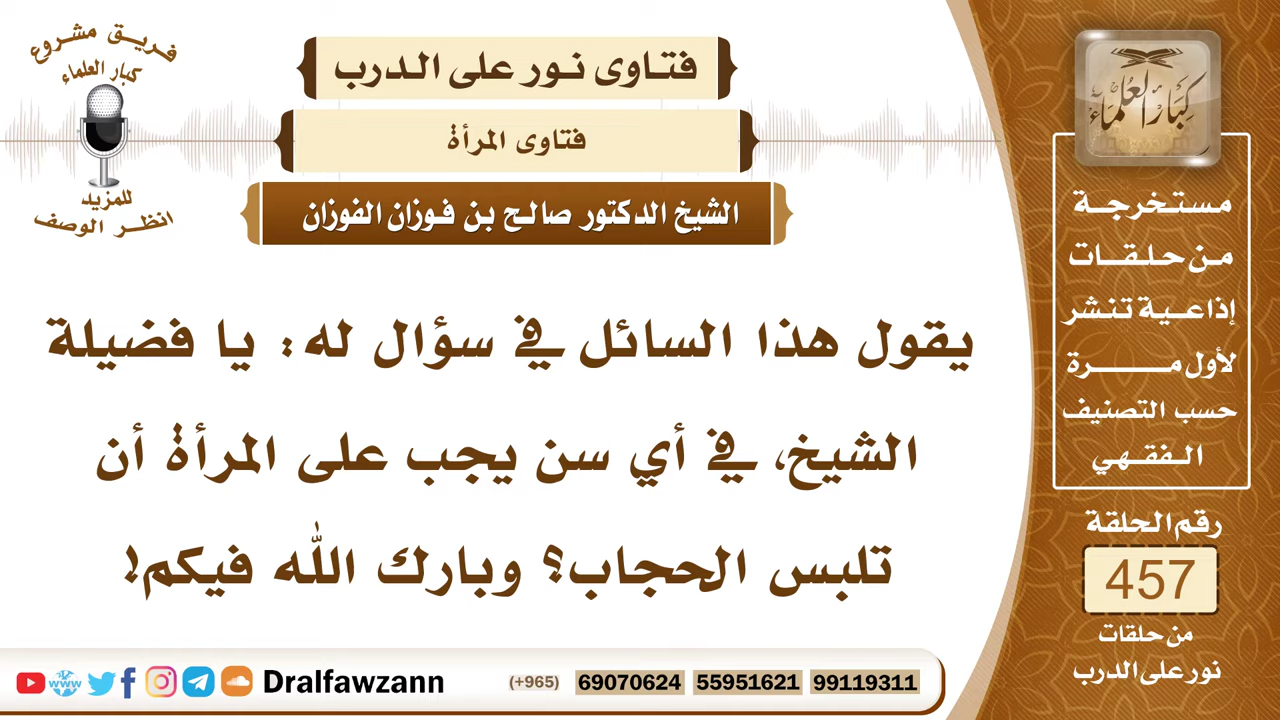 فريق مشروع
كبار العلماء
للمزيد
انظر الوصف
فتاوى نور على الدرب
فتاوى المرأة
الشيخ الدكتور صالح بن فوزان الفوزان
يقول هذا السائل في سؤال له: يا فضيلة
الشيخ، في أي سن يجب على المرأة أن
تلبس الحجاب؟ وبارك الله فيكم!
كبار العلماء
مستخرجة
من حلقات
إذاعية تنشر
لأول مرة
حسب التصنيف
الفقهي
رقم الحلقة
457
من حلقات
نور على الدرب
www
Dralfawzann
(+965) 69070624 55951621 99119311